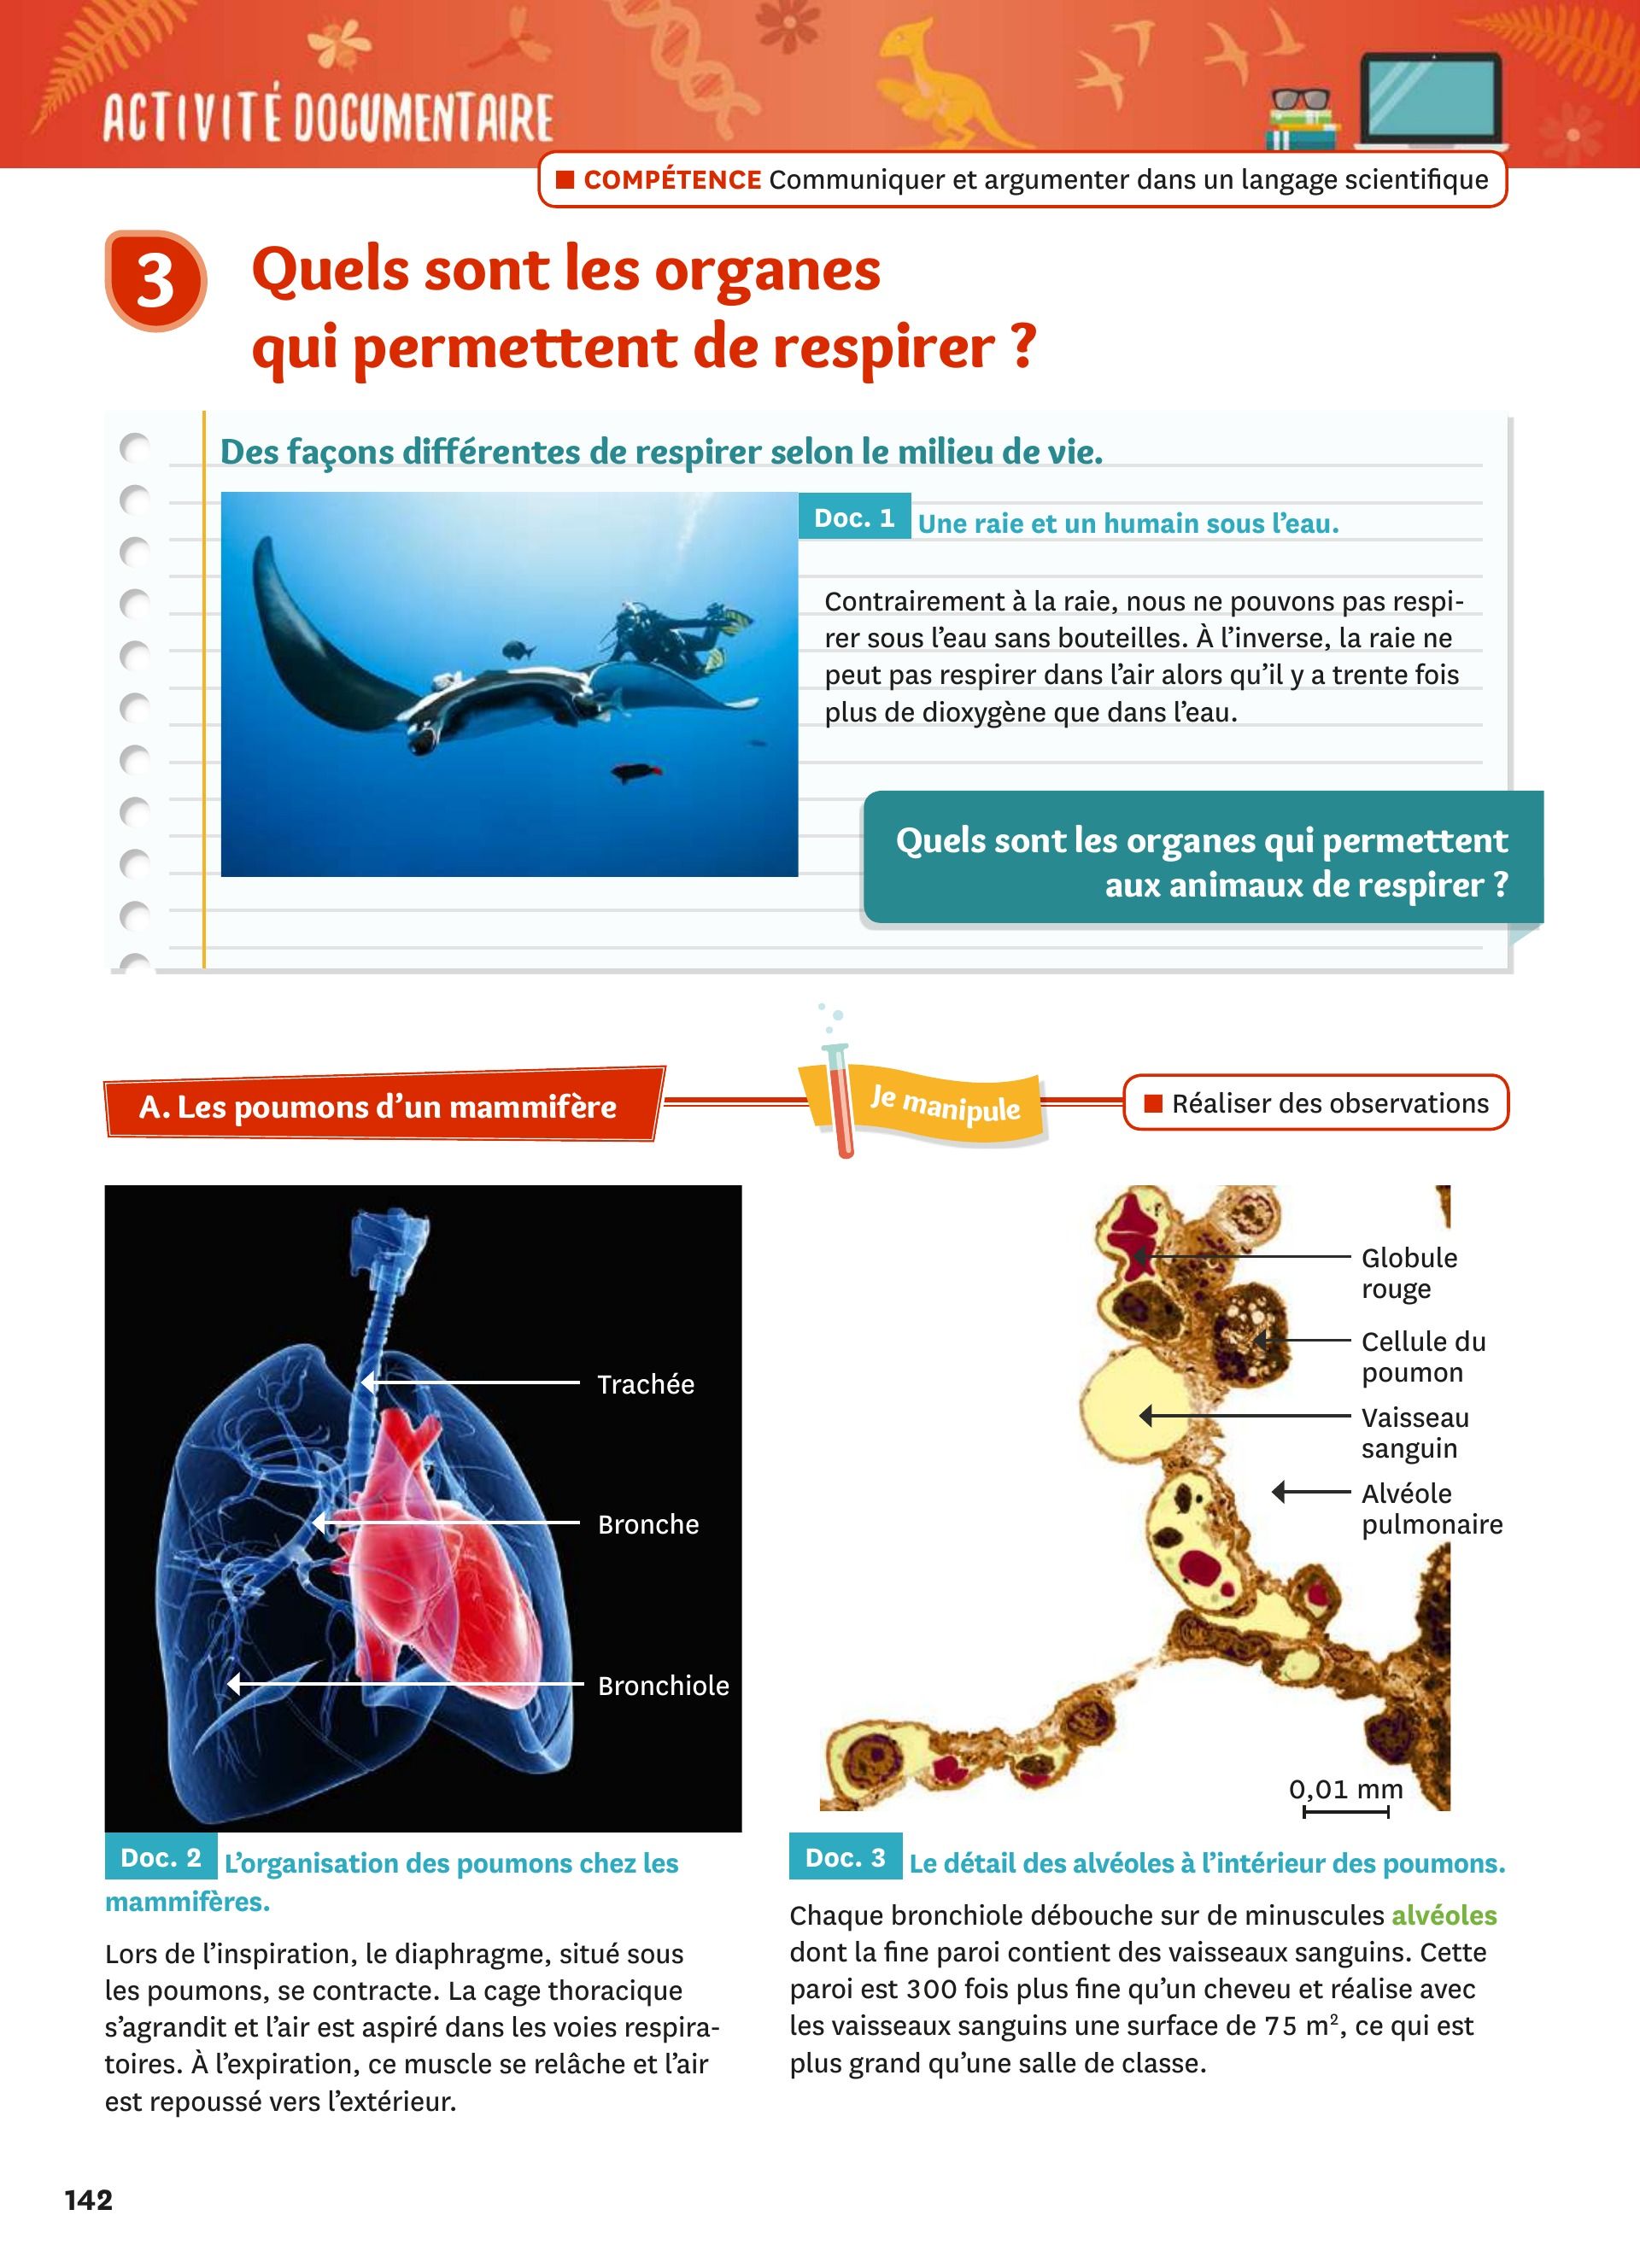 ACTIVITÉ DOCUMENTAIRE
■ COMPÉTENCE Communiquer et argumenter dans un langage scientifique
3
Quels sont les organes
qui permettent de respirer ?
Des façons différentes de respirer selon le milieu de vie.
Doc. 1 Une raie et un humain sous l’eau.
Contrairement à la raie, nous ne pouvons pas respi-
rer sous l’eau sans bouteilles. À l’inverse, la raie ne
peut pas respirer dans l’air alors qu’il y a trente fois
plus de dioxygène que dans l’eau.
Quels sont les organes qui permettent
aux animaux de respirer ?
A. Les poumons d’un mammifère
Je manipule
■ Réaliser des observations
Trachée
Bronche
Bronchiole
Doc. 2 L’organisation des poumons chez les
mammifères.
Lors de l’inspiration, le diaphragme, situé sous
les poumons, se contracte. La cage thoracique
s’agrandit et l’air est aspiré dans les voies respira-
toires. À l’expiration, ce muscle se relâche et l’air
est repoussé vers l’extérieur.
Globule
rouge
Cellule du
poumon
Vaisseau
sanguin
Alvéole
pulmonaire
0,01 mm
Doc. 3 Le détail des alvéoles à l’intérieur des poumons.
Chaque bronchiole débouche sur de minuscules alvéoles
dont la fine paroi contient des vaisseaux sanguins. Cette
paroi est 300 fois plus fine qu’un cheveu et réalise avec
les vaisseaux sanguins une surface de 75 m², ce qui est
plus grand qu’une salle de classe.
142